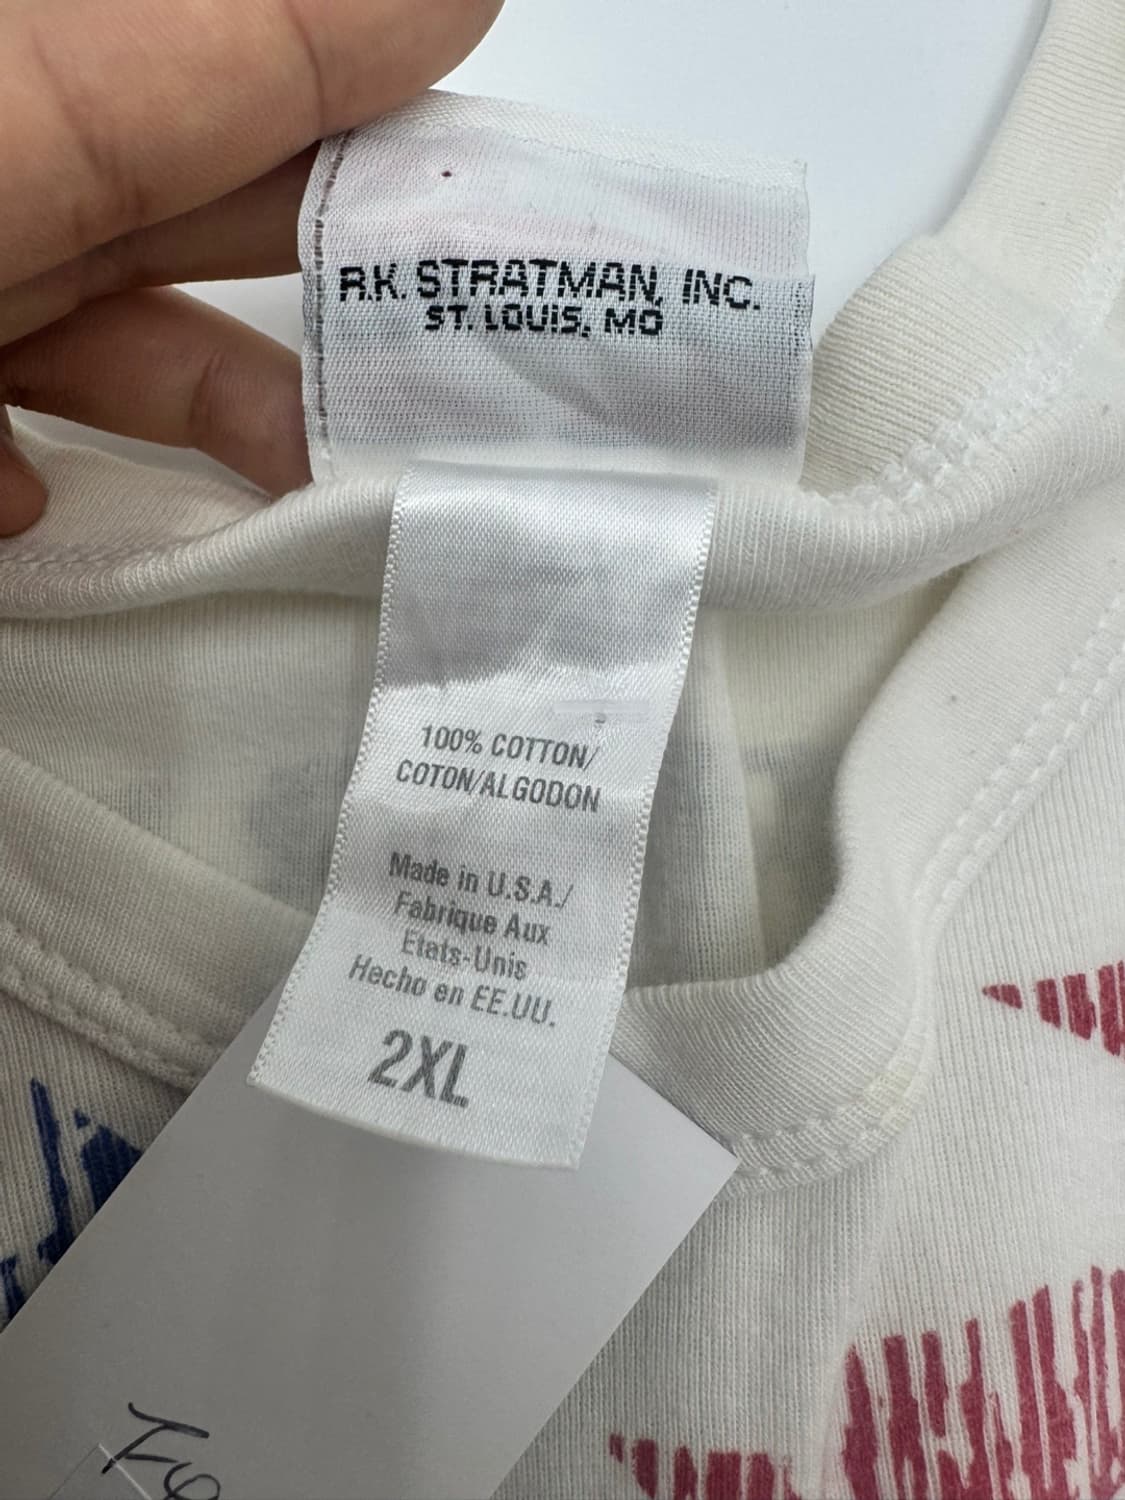 R.K. STRATMAN, INC.
ST. LOUIS, MO
100% COTTON/
COTON/ALGODON
Made in U.S.A./
Fabrique Aux
Etats-Unis
Hecho en EE.UU.
2XL